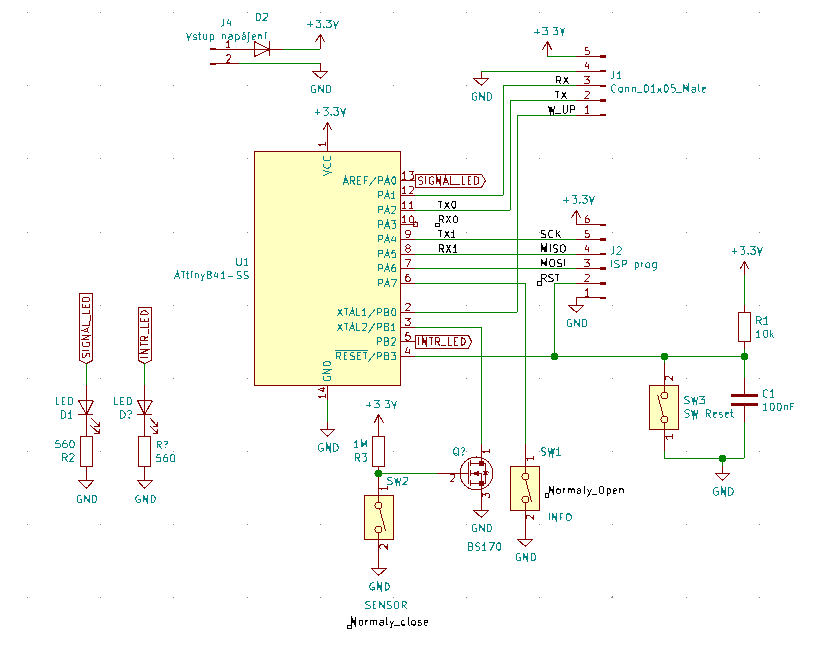 J4
D2
Vstup napájení
+3.3V
1
2
GND
+3.3V
5
4
J1
RX
3
Conn_01x05_Male
GND
TX
2
W_UP
1
+3.3V
1
VCC
AREF/PA0
13
SIGNAL_LED
PA1
12
PA2
11
TX0
PA3
10
RX0
PA4
9
TX1
PA5
8
RX1
PA6
7
PA7
6
U1
ATtiny841-SS
XTAL1/PB0
2
XTAL2/PB1
3
PB2
5
INTR_LED
RESET/PB3
4
GND
14
GND
+3.3V
6
SCK
5
MISO
4
J2
MOSI
3
ISP prog
RST
2
1
GND
+3.3V
R1
10k
2
SW3
SW Reset
1
C1
100nF
GND
SIGNAL_LED
INTR_LED
LED
D1
LED
D?
560
R2
R?
560
GND
GND
+3.3V
1M
R3
SW2
1
2
GND
SENSOR
Normaly_close
Q?
1
2
3
GND
BS170
SW1
1
Normaly_Open
2
INFO
GND